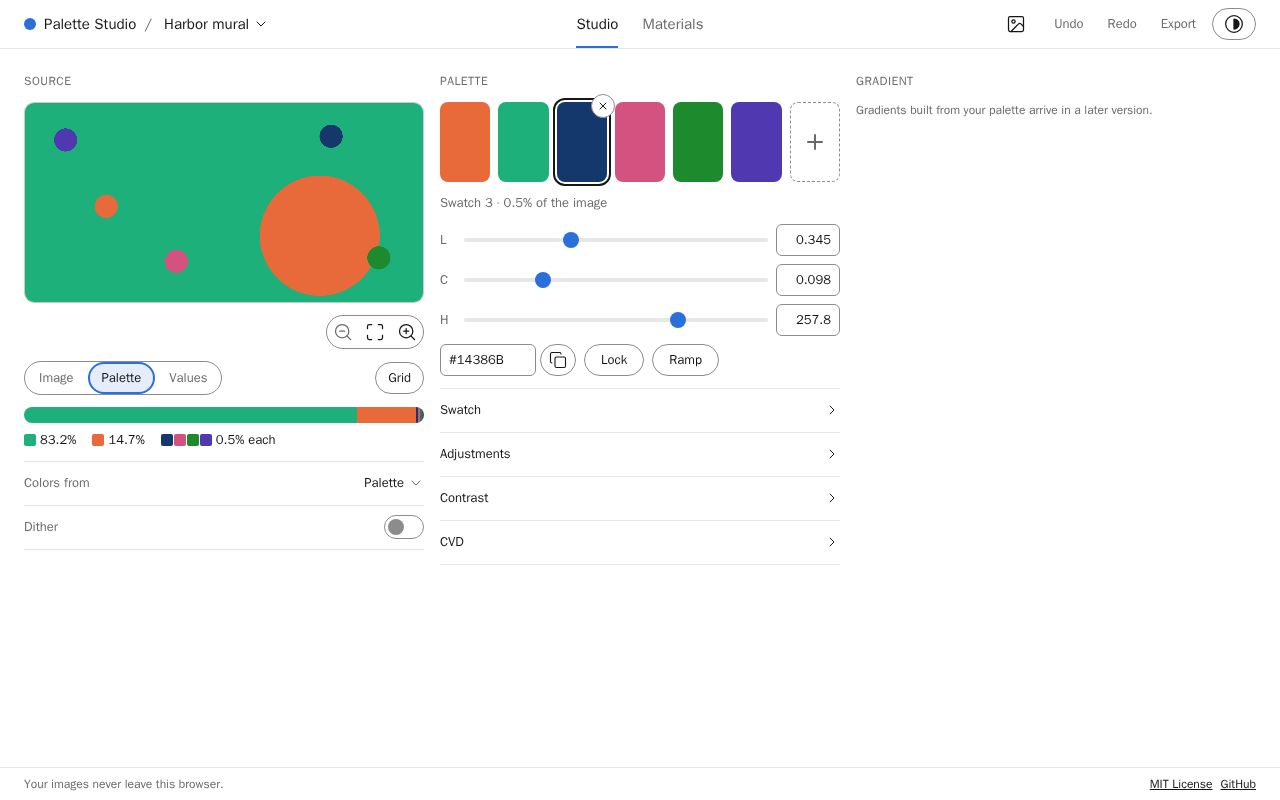 Palette Studio / Harbor mural
Studio
Materials
Undo
Redo
Export
SOURCE
Image
Palette
Values
Grid
83.2%
14.7%
0.5% each
Colors from
Palette
Dither
PALETTE
Swatch 3 · 0.5% of the image
L
0.345
C
0.098
H
257.8
#14386B
Lock
Ramp
Swatch
Adjustments
Contrast
CVD
GRADIENT
Gradients built from your palette arrive in a later version.
Your images never leave this browser.
MIT License
GitHub